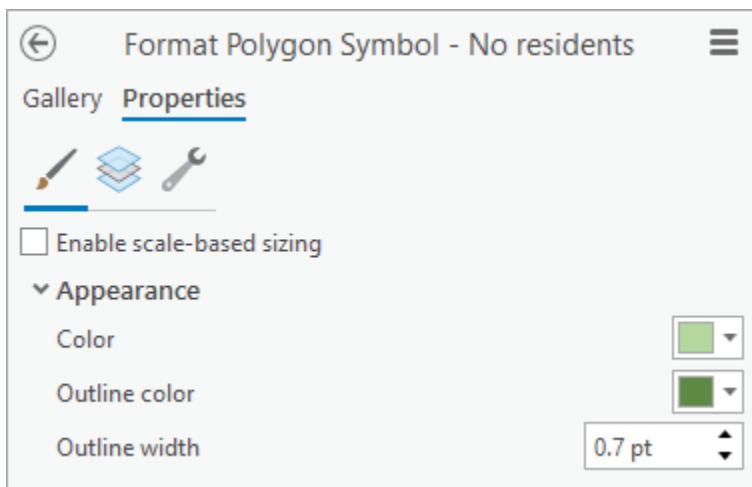 Format Polygon Symbol - No residents
Gallery Properties
Enable scale-based sizing
Appearance
Color
Outline color
Outline width 0.7 pt